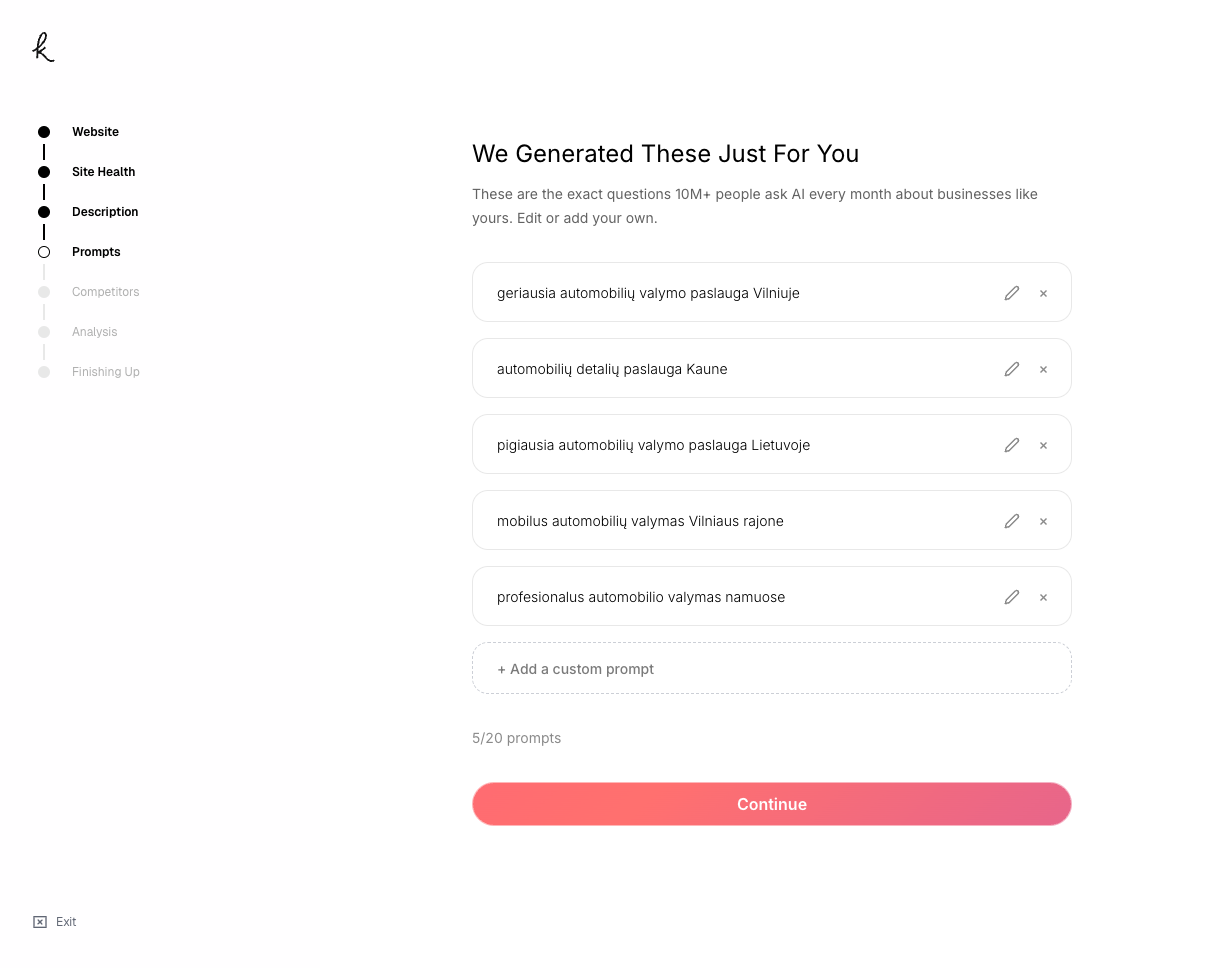 k
Website
Site Health
Description
Prompts
Competitors
Analysis
Finishing Up
Exit
We Generated These Just For You
These are the exact questions 10M+ people ask AI every month about businesses like
yours. Edit or add your own.
geriausia automobilių valymo paslauga Vilniuje
automobilių detalių paslauga Kaune
pigiausia automobilių valymo paslauga Lietuvoje
mobilus automobilių valymas Vilniaus rajone
profesionalus automobilio valymas namuose
+ Add a custom prompt
5/20 prompts
Continue